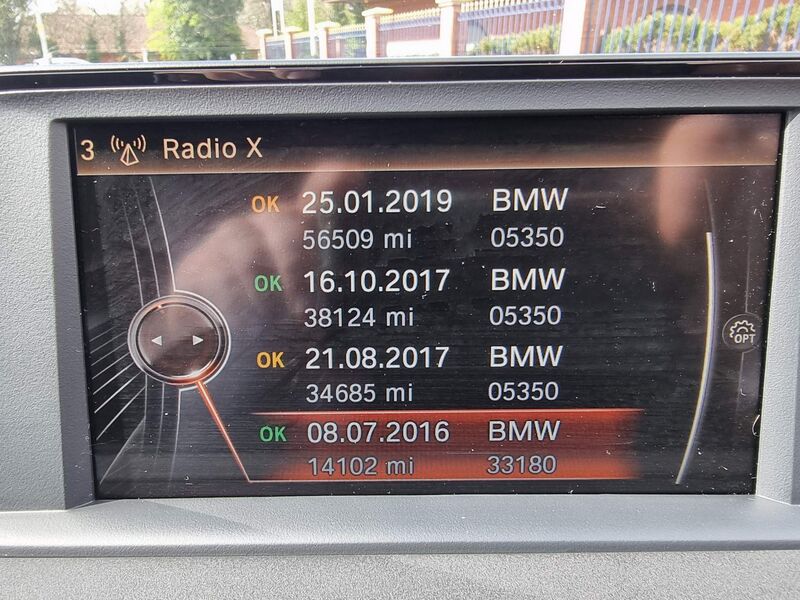 3 Radio X
OK 25.01.2019 BMW
56509 mi 05350
OK 16.10.2017 BMW
38124 mi 05350
OK 21.08.2017 BMW
34685 mi 05350
OK 08.07.2016 BMW
14102 mi 33180
OPT